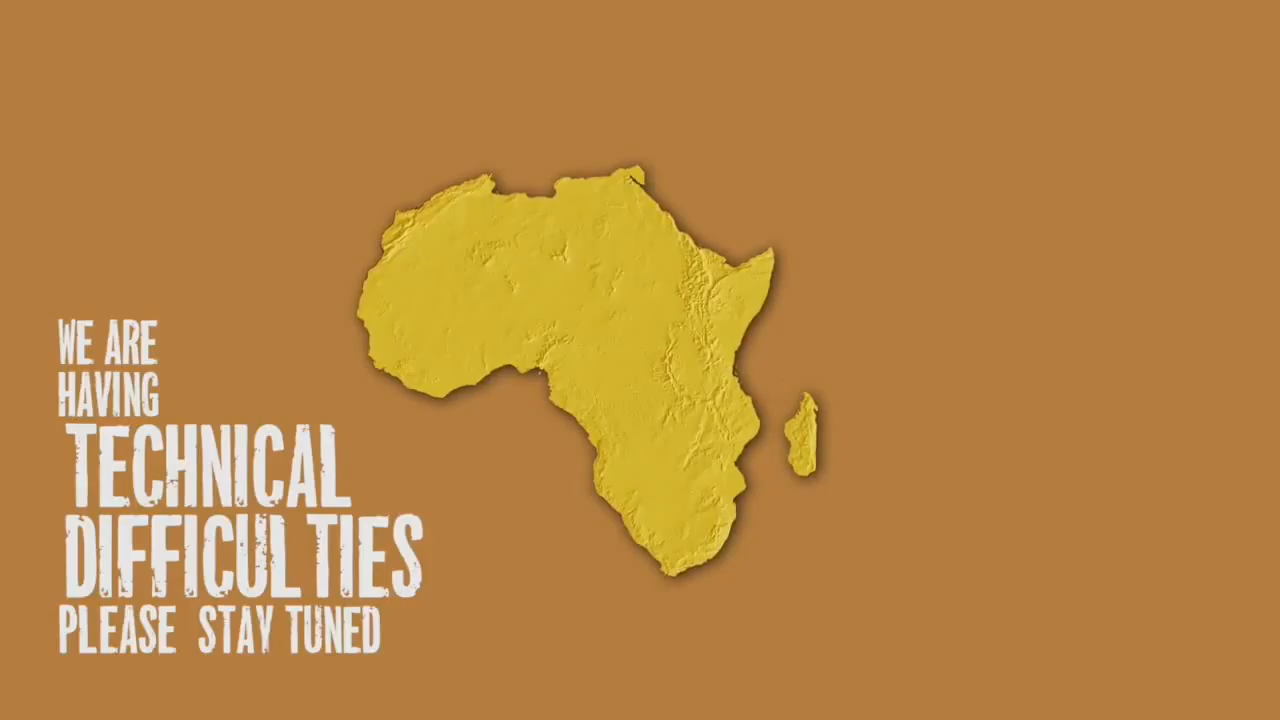 WE ARE
HAVING
TECHNICAL
DIFFICULTIES
PLEASE STAY TUNED